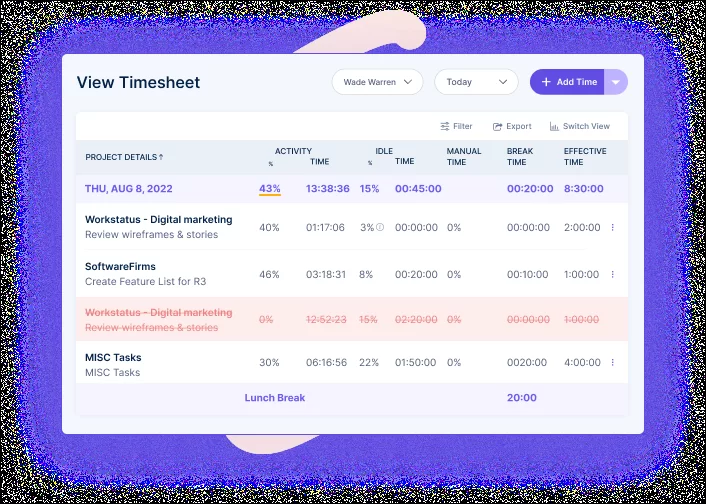 View Timesheet
Wade Warren
Today
+ Add Time
Filter
Export
Switch View
PROJECT DETAILS↑
ACTIVITY
%
TIME
IDLE
%
TIME
MANUAL
TIME
BREAK
TIME
EFFECTIVE
TIME
THU, AUG 8, 2022 43% 13:38:36 15% 00:45:00 00:20:00 8:30:00
Workstatus - Digital marketing
Review wireframes & stories
40% 01:17:06 3% 00:00:00 0% 00:00:00 2:00:00
SoftwareFirms
Create Feature List for R3
46% 03:18:31 8% 00:20:00 0% 00:10:00 1:00:00
Workstatus - Digital marketing
Review wireframes & stories
0% 12:52:23 15% 02:20:00 0% 00:00:00 1:00:00
MISC Tasks
MISC Tasks
30% 06:16:56 22% 01:50:00 0% 0020:00 4:00:00
Lunch Break 20:00